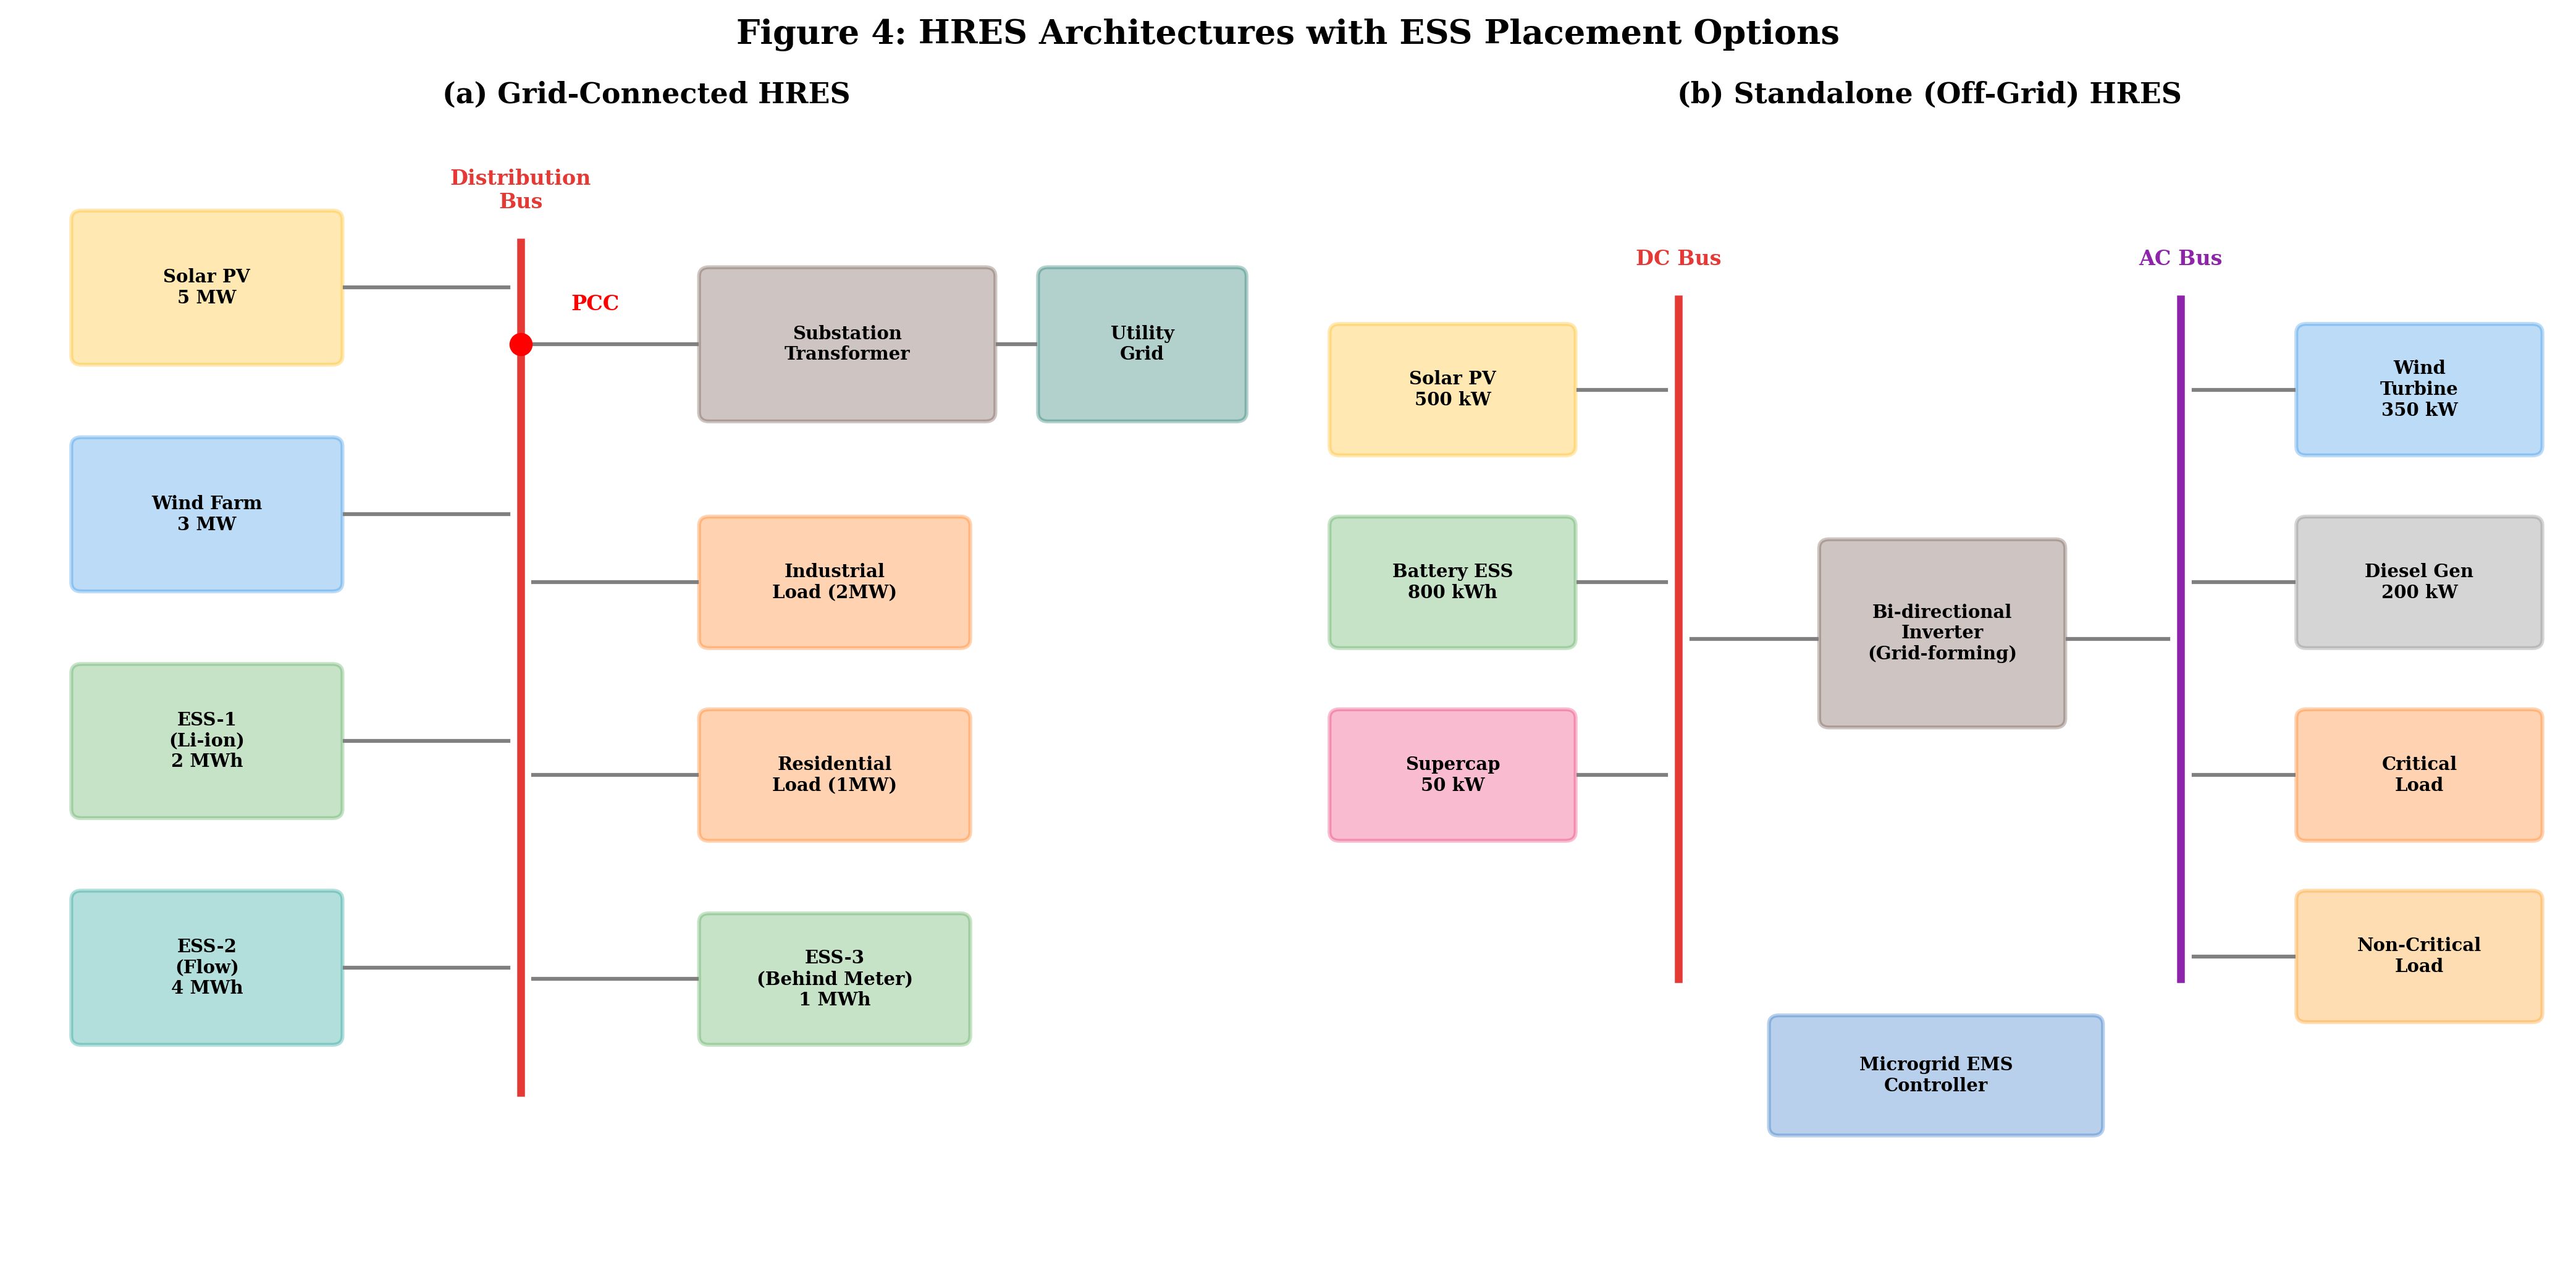 Figure 4: HRES Architectures with ESS Placement Options
(a) Grid-Connected HRES
Distribution
Bus
Solar PV
5 MW
PCC
Substation
Transformer
Utility
Grid
Wind Farm
3 MW
Industrial
Load (2MW)
ESS-1
(Li-ion)
2 MWh
Residential
Load (1MW)
ESS-2
(Flow)
4 MWh
ESS-3
(Behind Meter)
1 MWh
(b) Standalone (Off-Grid) HRES
DC Bus
AC Bus
Solar PV
500 kW
Wind
Turbine
350 kW
Battery ESS
800 kWh
Bi-directional
Inverter
(Grid-forming)
Diesel Gen
200 kW
Supercap
50 kW
Critical
Load
Non-Critical
Load
Microgrid EMS
Controller